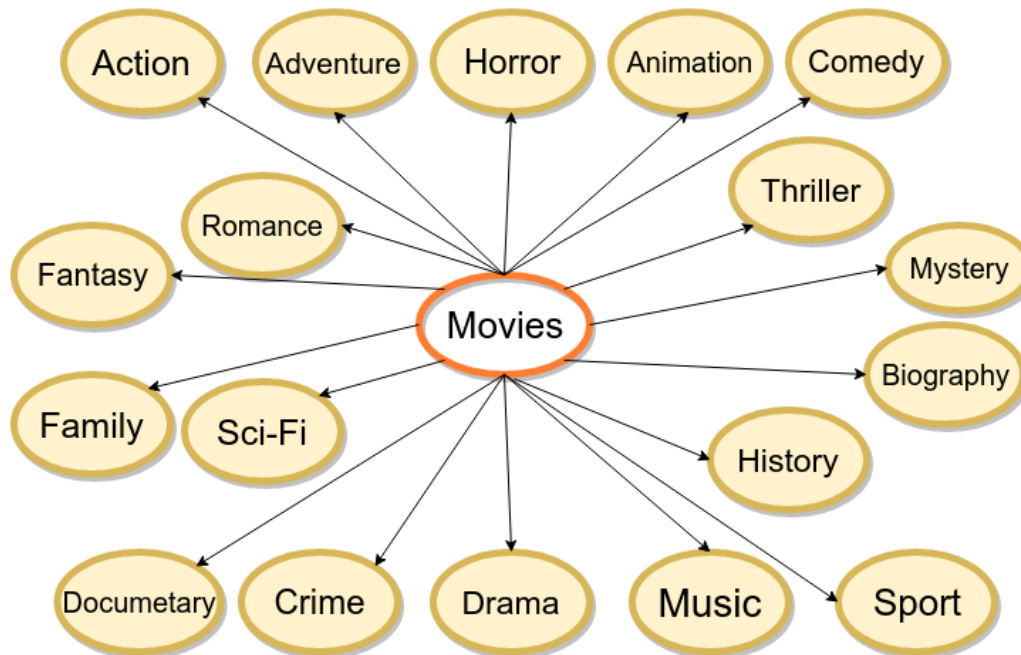 Action
Adventure
Horror
Animation
Comedy
Thriller
Romance
Fantasy
Mystery
Movies
Biography
Family
Sci-Fi
History
Documetary
Crime
Drama
Music
Sport